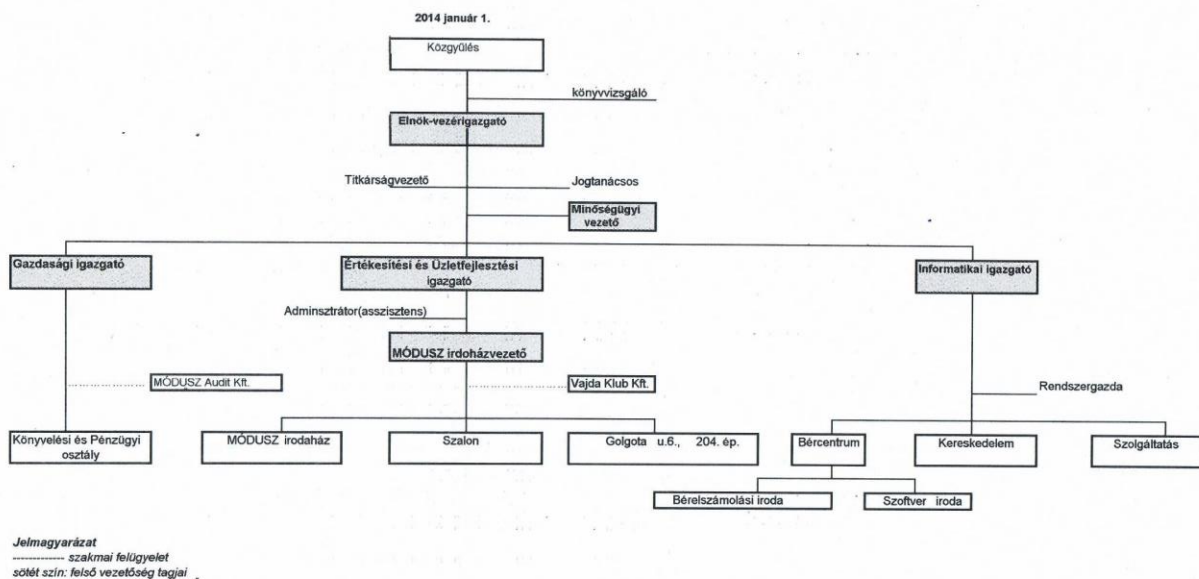 2014 január 1.
Közgyülés
könyvvizsgáló
Elnök-vezérigazgató
Titkárságvezető
Jogtanácsos
Minőségügyi
vezető
Gazdasági igazgató
Értékesítési és Üzletfejlesztési
igazgató
Informatikai igazgató
Adminsztrátor(asszisztens)
MÓDUSZ irdoházvezető
MÓDUSZ Audit Kft.
Vajda Klub Kft.
Rendszergazda
Könyvelési és Pénzügyi
osztály
MÓDUSZ irodaház
Szalon
Golgota u.6., 204. ép.
Bércentrum
Kereskedelem
Szolgáltatás
Bérelszámolási iroda
Szoftver iroda
Jelmagyarázat
------------- szakmai felügyelet
sötét szín: felső vezetőség tagjai